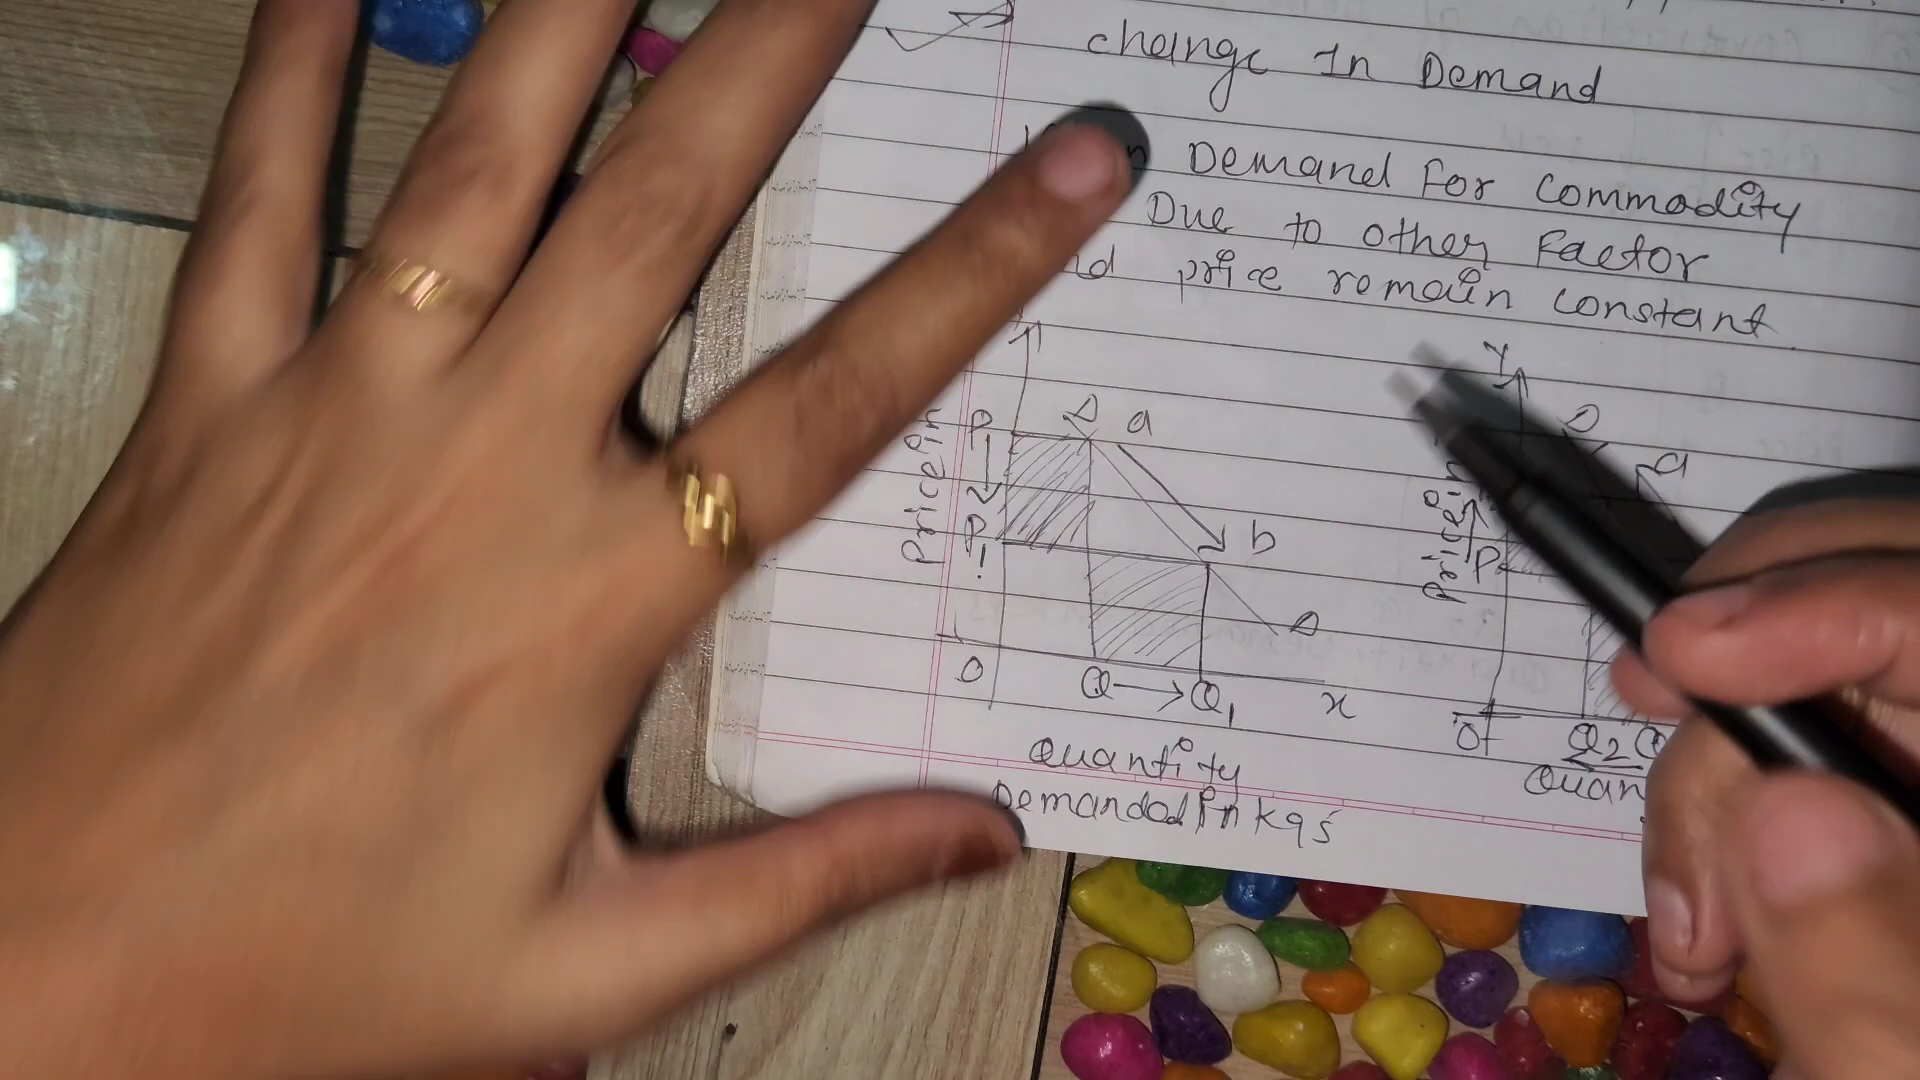 change In Demand
Demand For commodity
Due to other Factor
price remain constant
Y
D a
D
a
P
Price in
P
Price in
P1
b
D
O Q → Q1 x
O Q2 Q
Quantity
Quan
Demanded in kgs